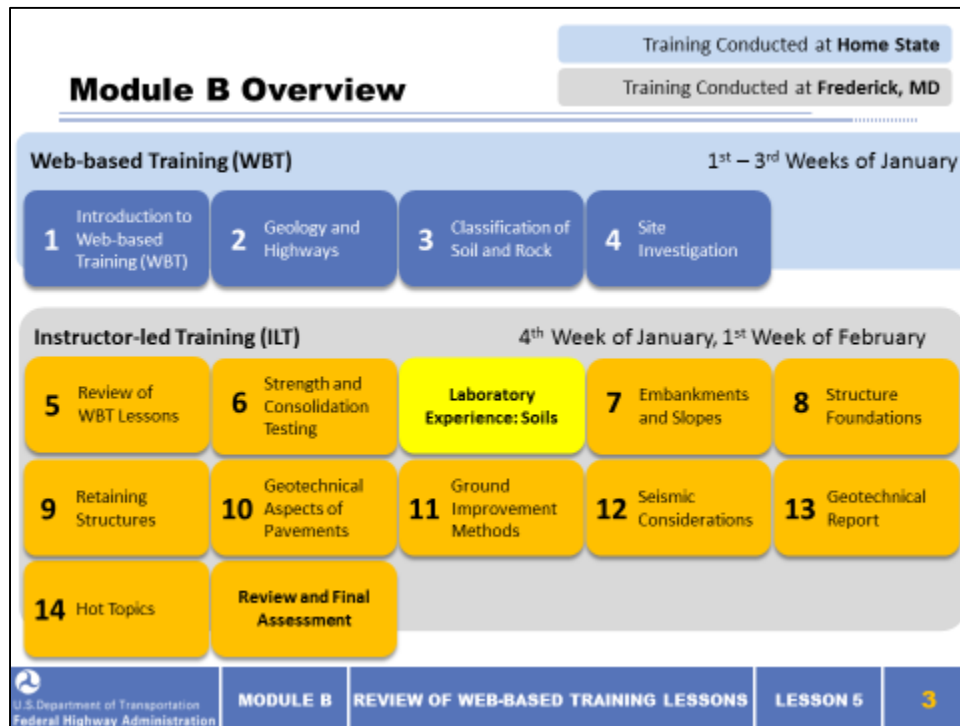 Training Conducted at Home State
Module B Overview
Training Conducted at Frederick, MD
Web-based Training (WBT)
1st – 3rd Weeks of January
1
Introduction to
Web-based
Training (WBT)
2
Geology and
Highways
3
Classification of
Soil and Rock
4
Site
Investigation
Instructor-led Training (ILT)
4th Week of January, 1st Week of February
5
Review of
WBT Lessons
6
Strength and
Consolidation
Testing
Laboratory
Experience: Soils
7
Embankments
and Slopes
8
Structure
Foundations
9
Retaining
Structures
10
Geotechnical
Aspects of
Pavements
11
Ground
Improvement
Methods
12
Seismic
Considerations
13
Geotechnical
Report
14
Hot Topics
Review and Final
Assessment
U.S. Department of Transportation
Federal Highway Administration
MODULE B
REVIEW OF WEB-BASED TRAINING LESSONS
LESSON 5
3